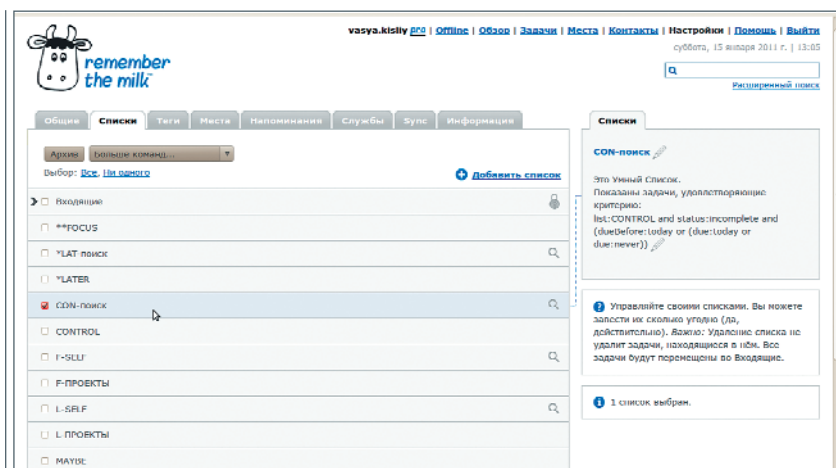 vasya.kisliy pro | Offline | Обзор | Задачи | Места | Контакты | Настройки | Помощь | Выйти
суббота, 15 января 2011 г. | 13:05
remember
the milk
Расширенный поиск
Общие Списки Теги Места Напоминания Службы Sync Информация
Архив Больше команд...
Выбор: Все, Ни одного
Добавить список
Входящие
**FOCUS
*LAT-поиск
*LATER
CON-поиск
CONTROL
F-SELF
F-ПРОЕКТЫ
L-SELF
L-ПРОЕКТЫ
MAYBE
Списки
CON-поиск
Это Умный Список.
Показаны задачи, удовлетворяющие
критерию:
list:CONTROL and status:incomplete and
(dueBefore:today or (due:today or
due:never))
Управляйте своими списками. Вы можете
завести их сколько угодно (да,
действительно). Важно: Удаление списка не
удалит задачи, находящиеся в нём. Все
задачи будут перемещены во Входящие.
1 список выбран.